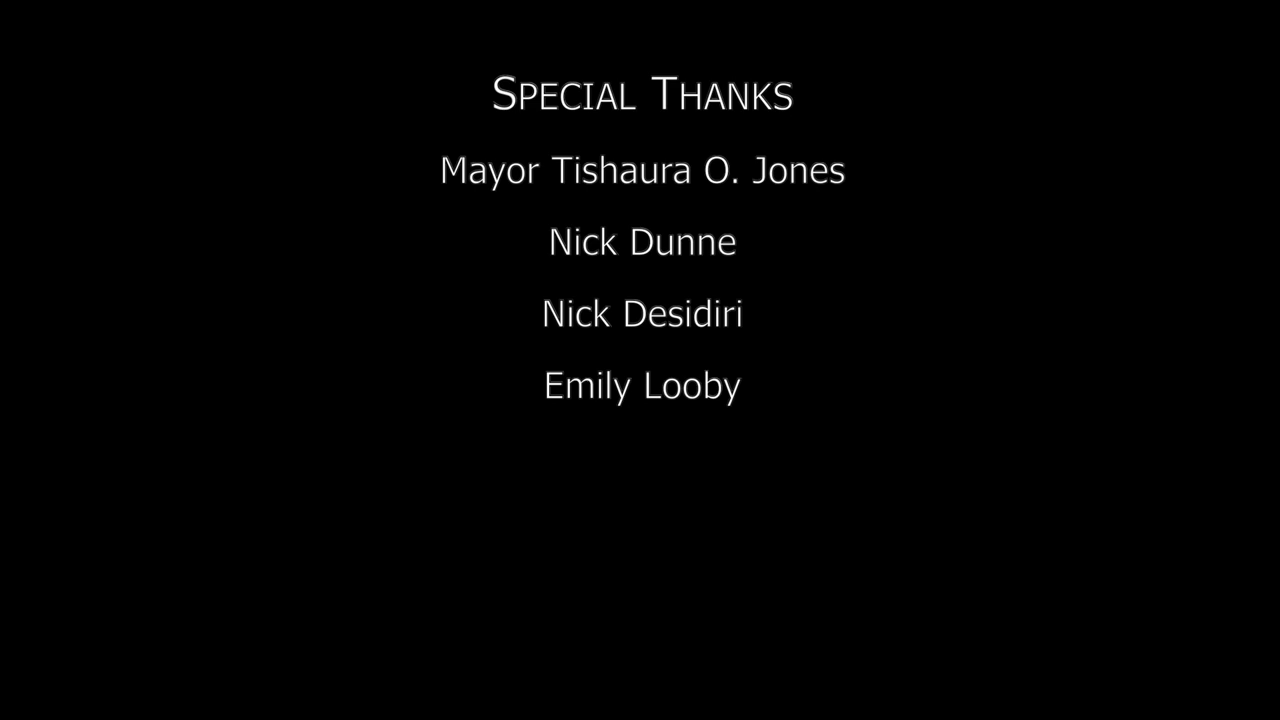 Special Thanks
Mayor Tishaura O. Jones
Nick Dunne
Nick Desidiri
Emily Looby